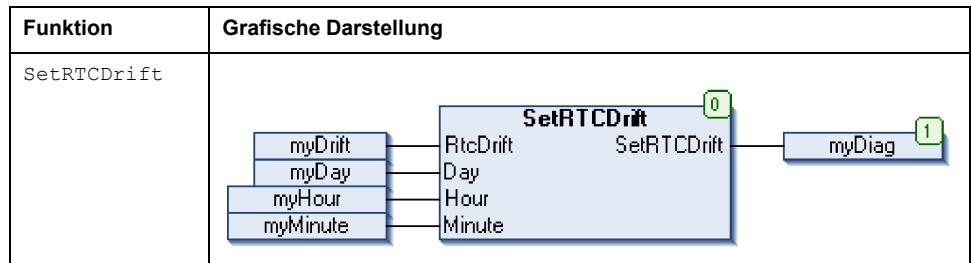 Funktion Grafische Darstellung
SetRTCDrift
0
SetRTCDrift
1
myDrift RtcDrift SetRTCDrift myDiag
myDay Day
myHour Hour
myMinute Minute